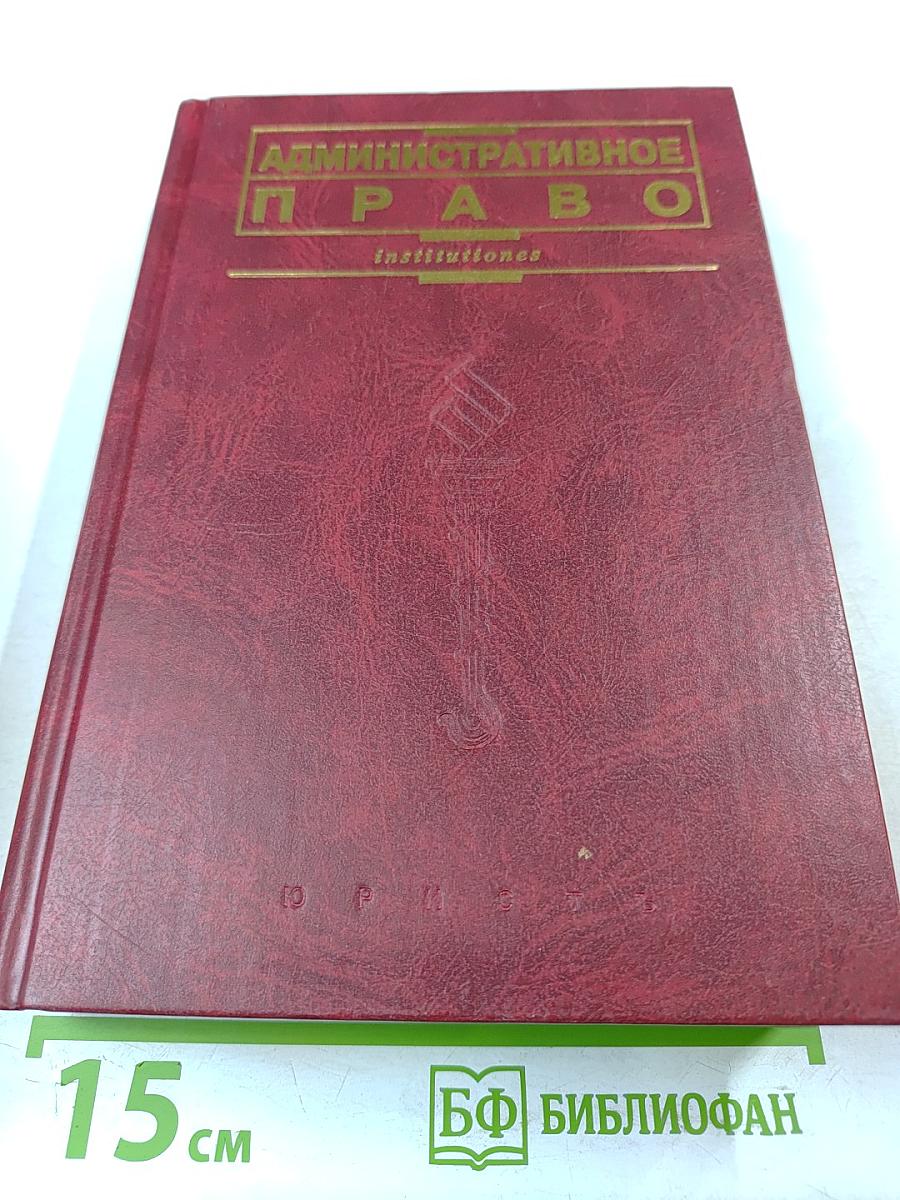 АДМИНИСТРАТИВНОЕ
ПРАВО
institutiones
ЮРИСТЪ
15 см
БФ БИБЛИОФАН